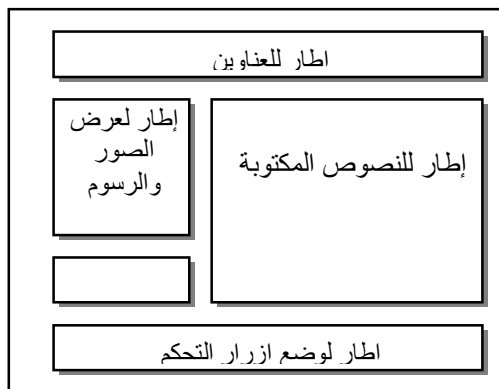 اطار للعناوين
إطار للنصوص المكتوبة
إطار لعرض
الصور
والرسوم
اطار لوضع ازرار التحكم